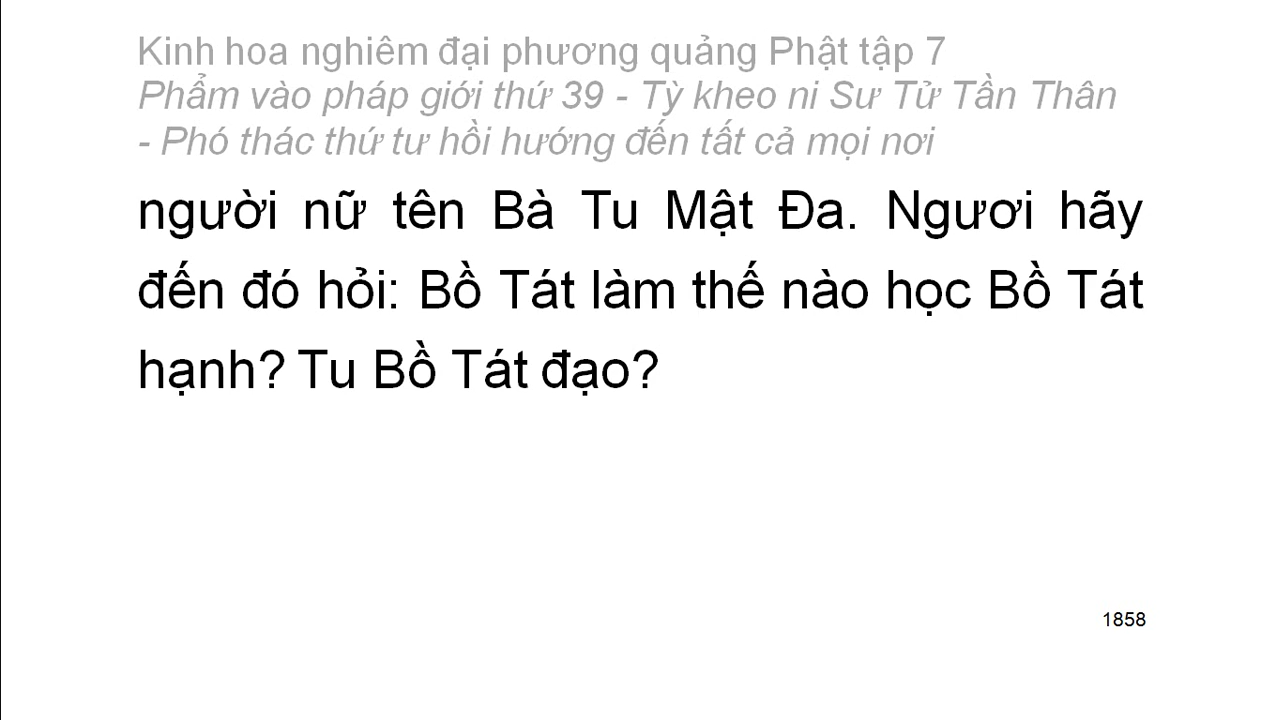 Kinh hoa nghiêm đại phương quảng Phật tập 7
Phẩm vào pháp giới thứ 39 - Tỳ kheo ni Sư Tử Tần Thân
- Phó thác thứ tư hồi hướng đến tất cả mọi nơi
người nữ tên Bà Tu Mật Đa. Ngươi hãy
đến đó hỏi: Bồ Tát làm thế nào học Bồ Tát
hạnh? Tu Bồ Tát đạo?
1858